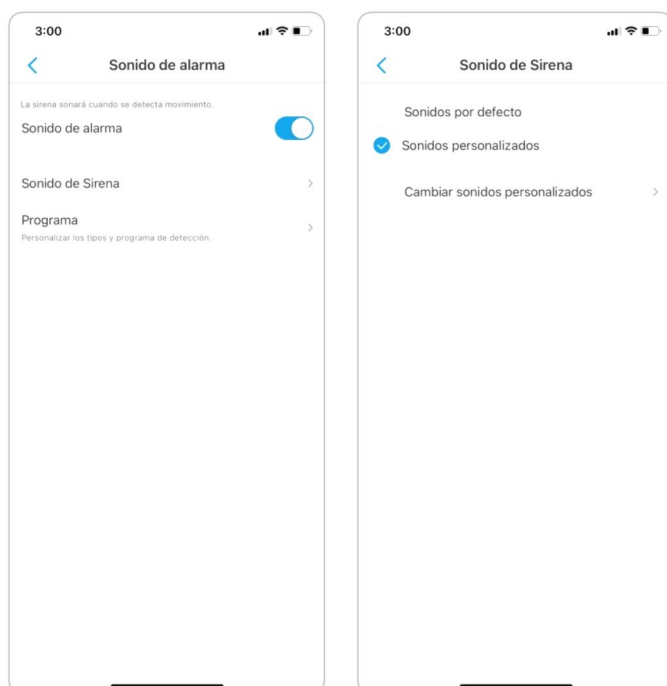 3:00
Sonido de alarma
La sirena sonará cuando se detecta movimiento.
Sonido de alarma
Sonido de Sirena
Programa
Personalizar los tipos y programa de detección.
3:00
Sonido de Sirena
Sonidos por defecto
Sonidos personalizados
Cambiar sonidos personalizados